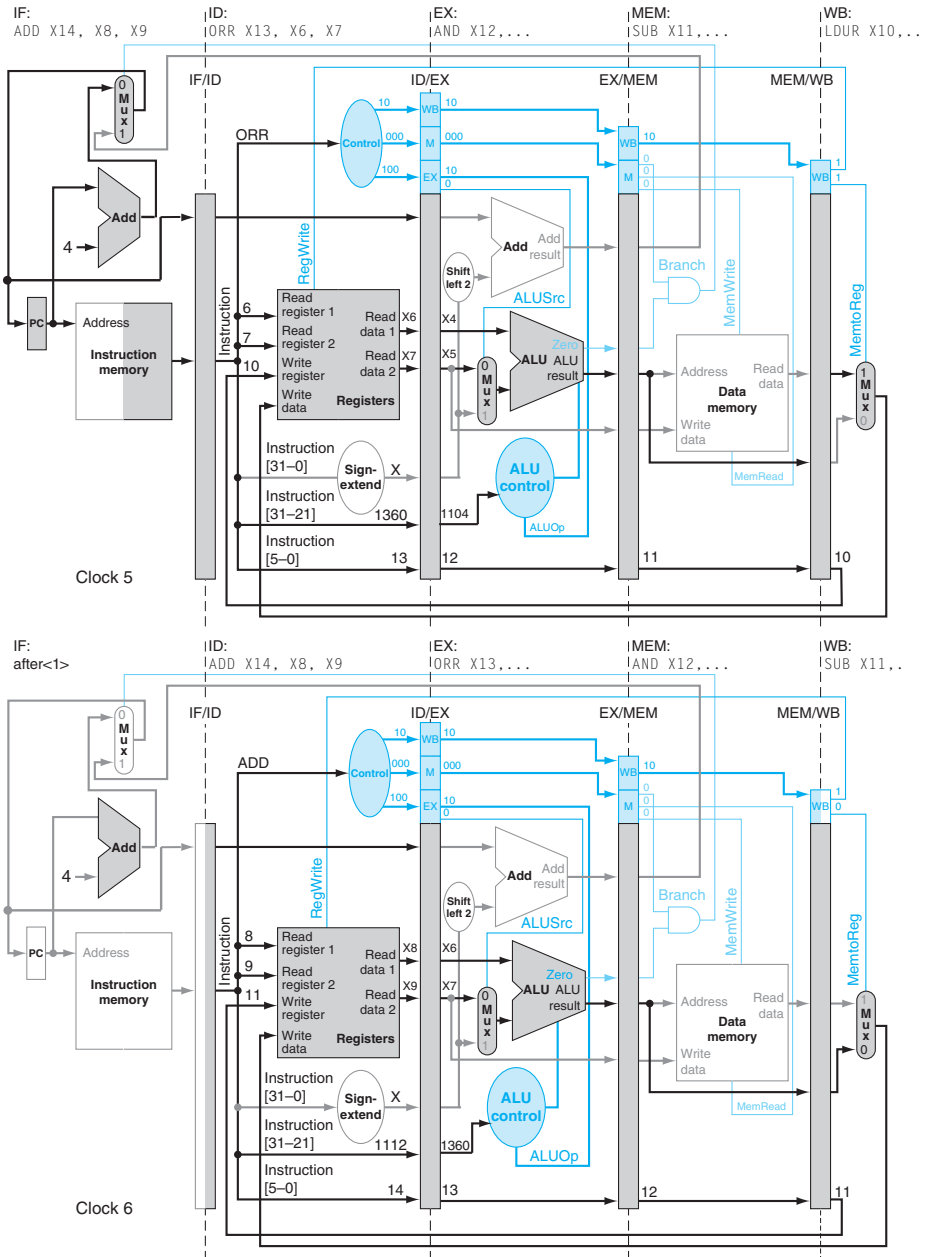 IF:
ADD X14, X8, X9
ID:
ORR X13, X6, X7
EX:
AND X12,...
MEM:
SUB X11,...
WB:
LDUR X10,..
IF/ID
ID/EX
EX/MEM
MEM/WB
0
Mux
1
ORR
Control
10
000
100
WB
10
M
000
EX
10
0
WB
10
M
0
0
0
WB
1
1
Add
4
RegWrite
Shift
left 2
Add
Add
result
ALUSrc
Branch
MemWrite
MemtoReg
PC
Address
Instruction
memory
Instruction
6
7
10
Read
register 1
Read
register 2
Write
register
Write
data
Read
data 1
Read
data 2
Registers
X6
X7
X4
X5
0
Mux
1
Zero
ALU
ALU
result
Address
Read
data
Data
memory
Write
data
MemRead
1
Mux
0
Instruction
[31–0]
Sign-
extend
X
Instruction
[31–21]
1360
1104
ALU
control
ALUOp
Instruction
[5–0]
13
12
11
10
Clock 5
IF:
after<1>
ID:
ADD X14, X8, X9
EX:
ORR X13,...
MEM:
AND X12,...
WB:
SUB X11,.
IF/ID
ID/EX
EX/MEM
MEM/WB
0
Mux
1
ADD
Control
10
000
100
WB
10
M
000
EX
10
0
WB
10
M
0
0
0
WB
1
0
Add
4
RegWrite
Shift
left 2
Add
Add
result
ALUSrc
Branch
MemWrite
MemtoReg
PC
Address
Instruction
memory
Instruction
8
9
11
Read
register 1
Read
register 2
Write
register
Write
data
Read
data 1
Read
data 2
Registers
X8
X9
X6
X7
0
Mux
1
Zero
ALU
ALU
result
Address
Read
data
Data
memory
Write
data
MemRead
1
Mux
0
Instruction
[31–0]
Sign-
extend
X
Instruction
[31–21]
1112
1360
ALU
control
ALUOp
Instruction
[5–0]
14
13
12
11
Clock 6